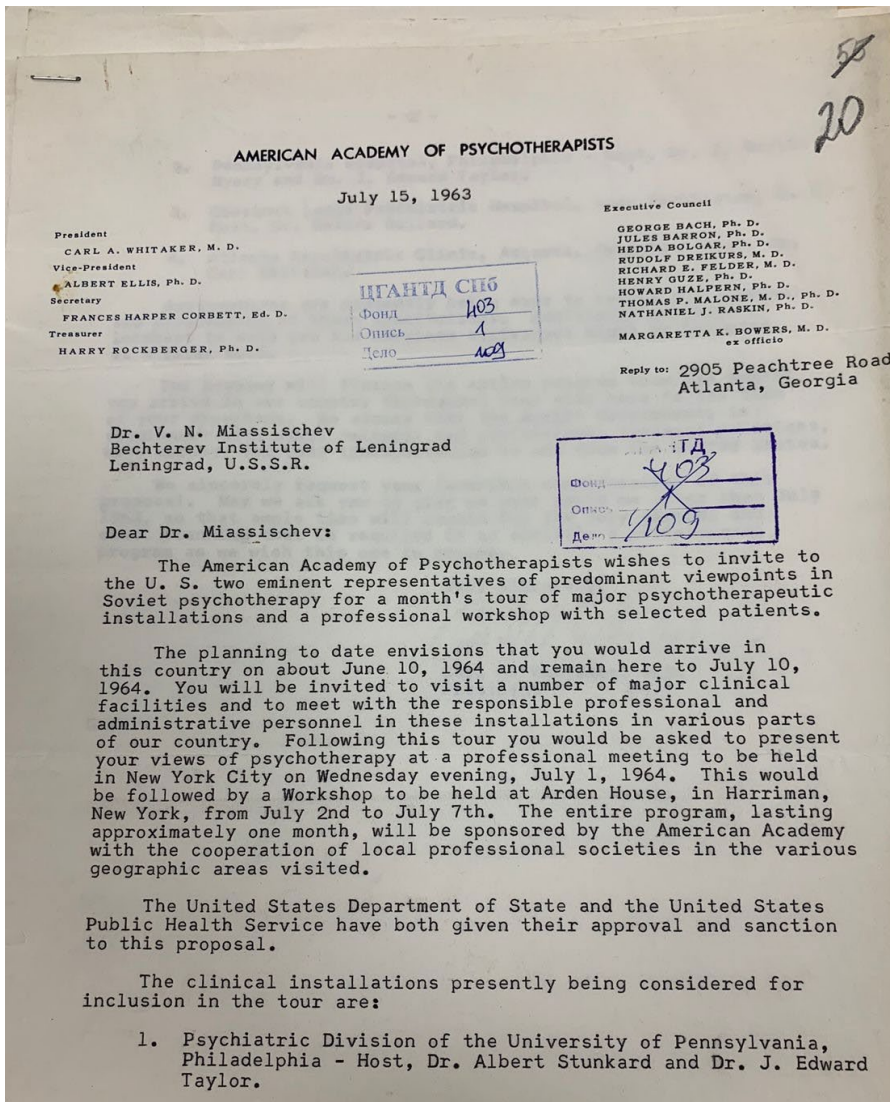 55
20
AMERICAN ACADEMY OF PSYCHOTHERAPISTS
July 15, 1963
President
CARL A. WHITAKER, M. D.
Vice-President
ALBERT ELLIS, Ph. D.
Secretary
FRANCES HARPER CORBETT, Ed. D.
Treasurer
HARRY ROCKBERGER, Ph. D.
Executive Council
GEORGE BACH, Ph. D.
JULES BARRON, Ph. D.
HEDDA BOLGAR, Ph. D.
RUDOLF DREIKURS, M. D.
RICHARD E. FELDER, M. D.
HENRY GUZE, Ph. D.
HOWARD HALPERN, Ph. D.
THOMAS P. MALONE, M. D., Ph. D.
NATHANIEL J. RASKIN, Ph. D.
MARGARETTA K. BOWERS, M. D.
ex officio
ЦГАНТД СПб
Фонд 403
Опись 1
Дело 109
Reply to: 2905 Peachtree Road
Atlanta, Georgia
Dr. V. N. Miassischev
Bechterev Institute of Leningrad
Leningrad, U.S.S.R.
Фонд 403
Опись 1
Дело 109
Dear Dr. Miassischev:
The American Academy of Psychotherapists wishes to invite to
the U. S. two eminent representatives of predominant viewpoints in
Soviet psychotherapy for a month's tour of major psychotherapeutic
installations and a professional workshop with selected patients.
The planning to date envisions that you would arrive in
this country on about June 10, 1964 and remain here to July 10,
1964. You will be invited to visit a number of major clinical
facilities and to meet with the responsible professional and
administrative personnel in these installations in various parts
of our country. Following this tour you would be asked to present
your views of psychotherapy at a professional meeting to be held
in New York City on Wednesday evening, July 1, 1964. This would
be followed by a Workshop to be held at Arden House, in Harriman,
New York, from July 2nd to July 7th. The entire program, lasting
approximately one month, will be sponsored by the American Academy
with the cooperation of local professional societies in the various
geographic areas visited.
The United States Department of State and the United States
Public Health Service have both given their approval and sanction
to this proposal.
The clinical installations presently being considered for
inclusion in the tour are:
1. Psychiatric Division of the University of Pennsylvania,
Philadelphia - Host, Dr. Albert Stunkard and Dr. J. Edward
Taylor.